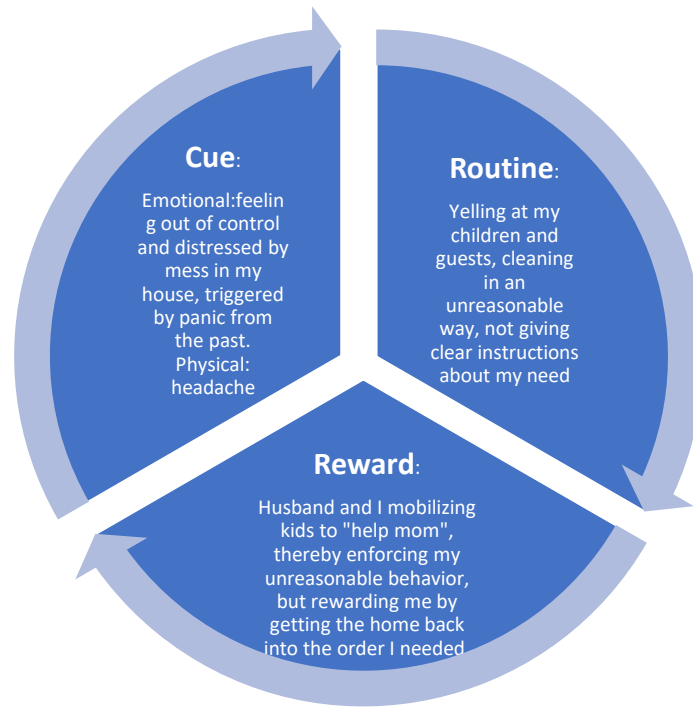 Cue:
Emotional:feelin
g out of control
and distressed by
mess in my
house, triggered
by panic from
the past.
Physical:
headache
Routine:
Yelling at my
children and
guests, cleaning
in an
unreasonable
way, not giving
clear instructions
about my need
Reward:
Husband and I mobilizing
kids to "help mom",
thereby enforcing my
unreasonable behavior,
but rewarding me by
getting the home back
into the order I needed